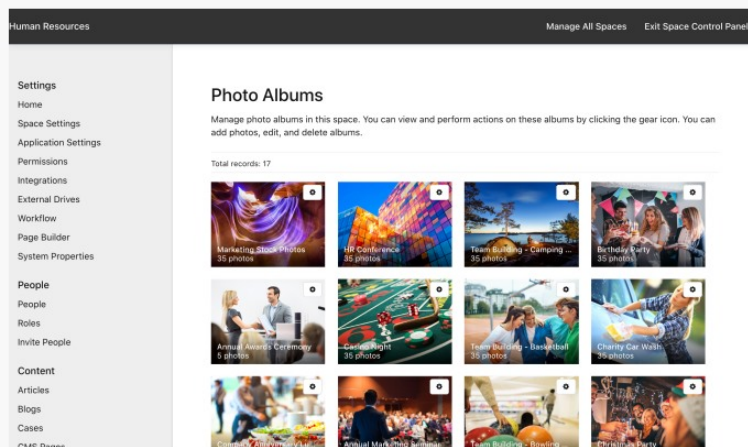 Human Resources
Manage All Spaces
Exit Space Control Panel
Settings
Home
Space Settings
Application Settings
Permissions
Integrations
External Drives
Workflow
Page Builder
System Properties
People
People
Roles
Invite People
Content
Articles
Blogs
Cases
CMS Pages
Photo Albums
Manage photo albums in this space. You can view and perform actions on these albums by clicking the gear icon. You can
add photos, edit, and delete albums.
Total records: 17
Marketing Stock Photos
35 photos
HR Conference
35 photos
Team Building - Camping ...
35 photos
Birthday Party
35 photos
Annual Awards Ceremony
5 photos
Casino Night
35 photos
Team Building - Basketball
35 photos
Charity Car Wash
35 photos
Company Anniversary
Annual Marketing Seminar
Team Building - Bowling
Christmas Party